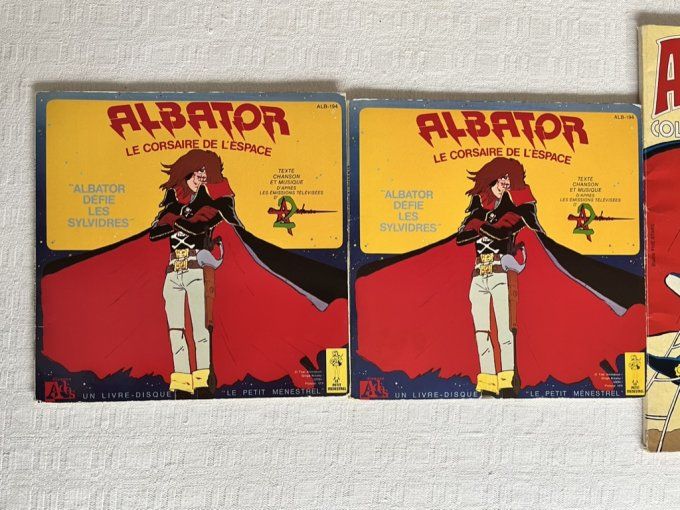 ALBATOR
ALB-194
LE CORSAIRE DE L'ESPACE
"ALBATOR
DÉFIE
LES
SYLVIDRES"
TEXTE
CHANSON
ET MUSIQUE
D'APRÈS
LES ÉMISSIONS TÉLÉVISÉES
D'
UN LIVRE-DISQUE
"LE PETIT MÉNESTREL"
ALBATOR
ALB-194
LE CORSAIRE DE L'ESPACE
"ALBATOR
DÉFIE
LES
SYLVIDRES"
TEXTE
CHANSON
ET MUSIQUE
D'APRÈS
LES ÉMISSIONS TÉLÉVISÉES
D'
UN LIVRE-DISQUE
"LE PETIT MÉNESTREL"
A
COL